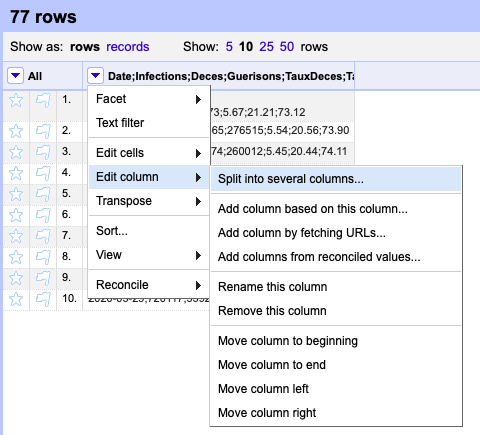 77 rows
Show as: rows records Show: 5 10 25 50 rows
All Date;Infections;Deces;Guerisons;TauxDeces;Ta
1. 73;5.67;21.21;73.12
2. 65;276515;5.54;20.56;73.90
3. 74;260012;5.45;20.44;74.11
4.
5.
6.
7.
8.
9.
10.
Facet
Text filter
Edit cells
Edit column
Transpose
Sort...
View
Reconcile
Split into several columns...
Add column based on this column...
Add column by fetching URLs...
Add columns from reconciled values...
Rename this column
Remove this column
Move column to beginning
Move column to end
Move column left
Move column right